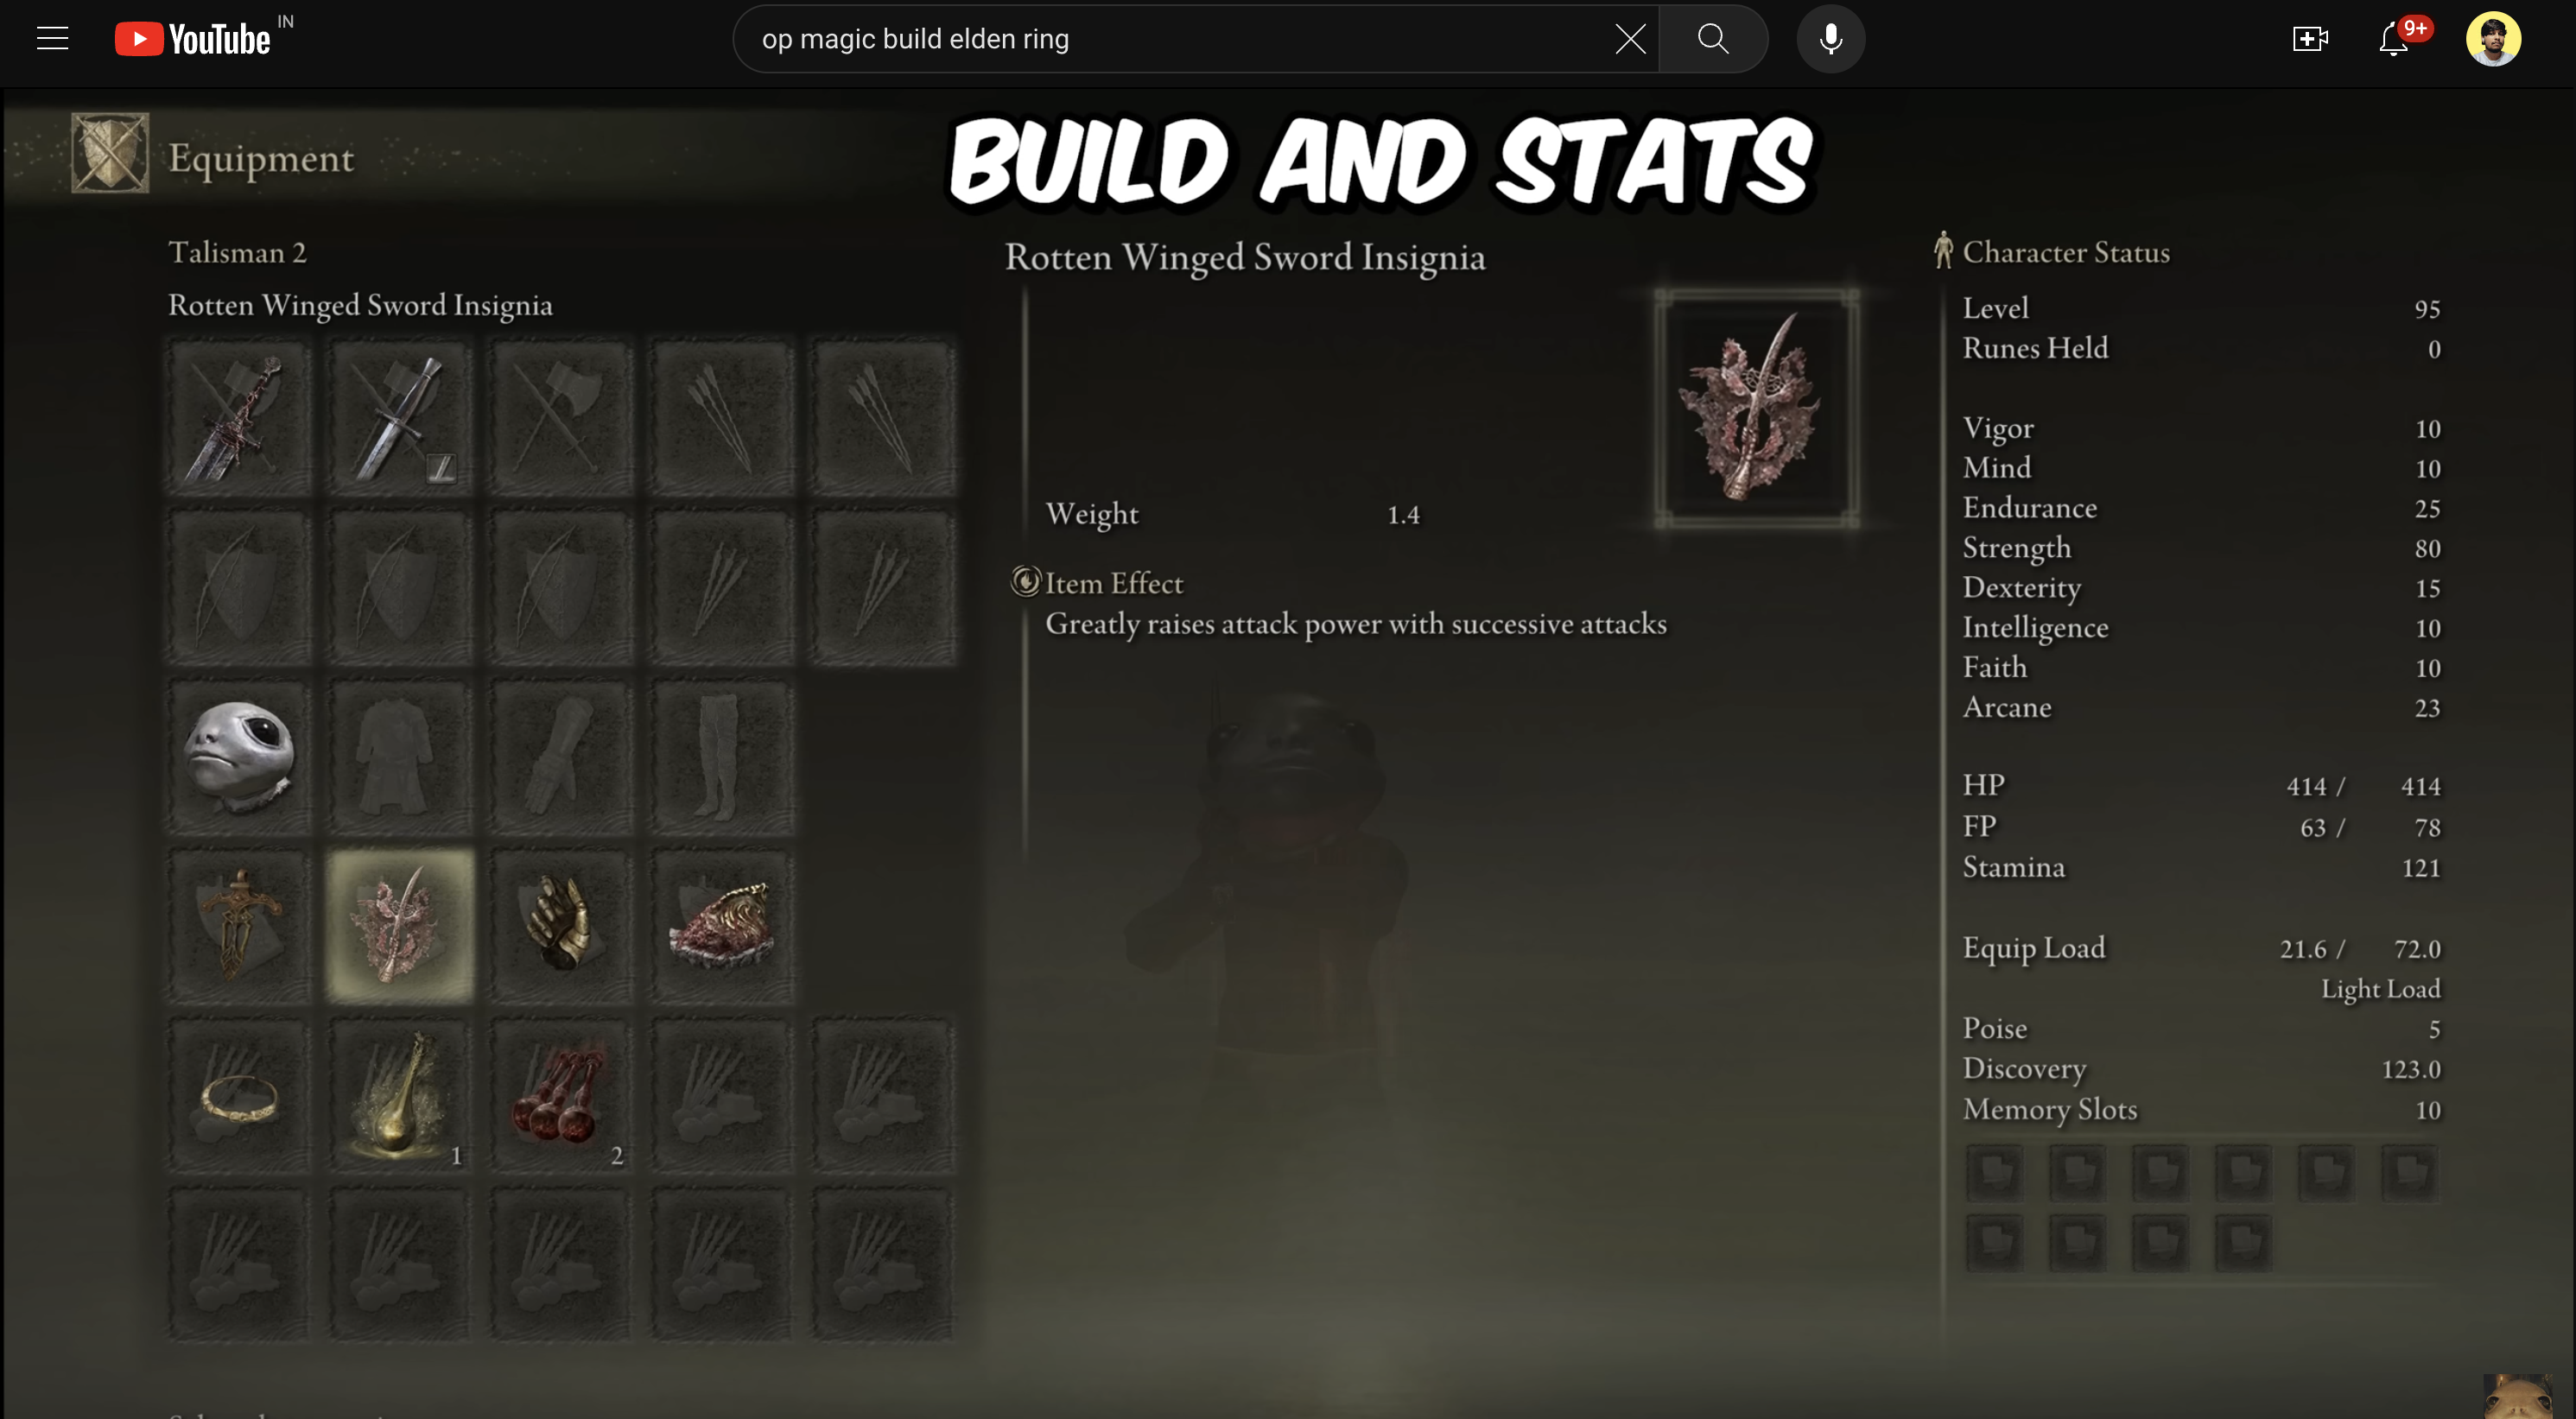 YouTube IN
op magic build elden ring
9+
BUILD AND STATS
Equipment
Talisman 2
Rotten Winged Sword Insignia
1
2
Rotten Winged Sword Insignia
Weight 1.4
Item Effect
Greatly raises attack power with successive attacks
Character Status
Level 95
Runes Held 0
Vigor 10
Mind 10
Endurance 25
Strength 80
Dexterity 15
Intelligence 10
Faith 10
Arcane 23
HP 414 / 414
FP 63 / 78
Stamina 121
Equip Load 21.6 / 72.0
Light Load
Poise 5
Discovery 123.0
Memory Slots 10